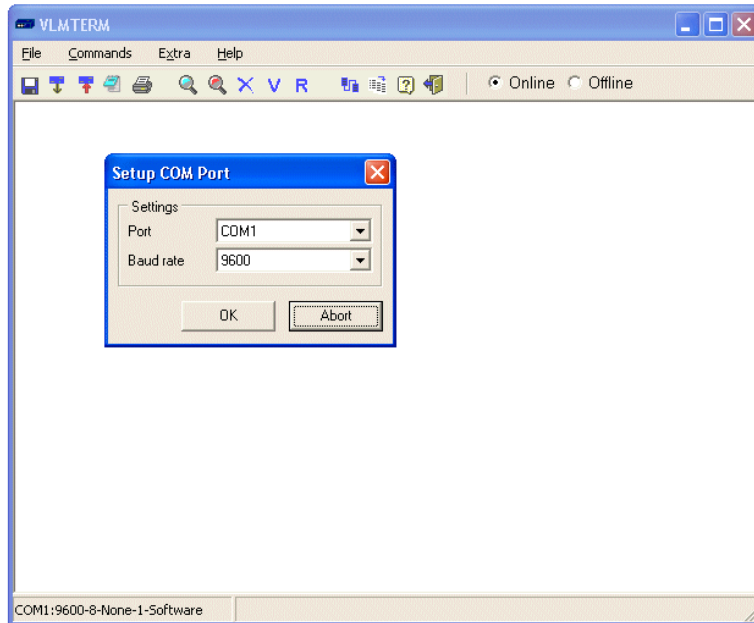 VLMTERM
File Commands Extra Help
X V R Online Offline
Setup COM Port
Settings
Port COM1
Baud rate 9600
OK Abort
COM1:9600-8-None-1-Software